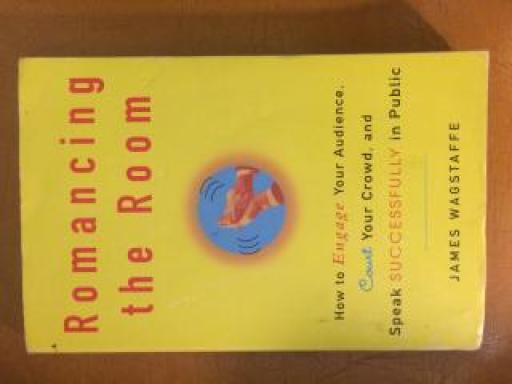 Romancing
the Room
How to Engage Your Audience,
Court Your Crowd, and
Speak SUCCESSFULLY in Public
JAMES WAGSTAFFE